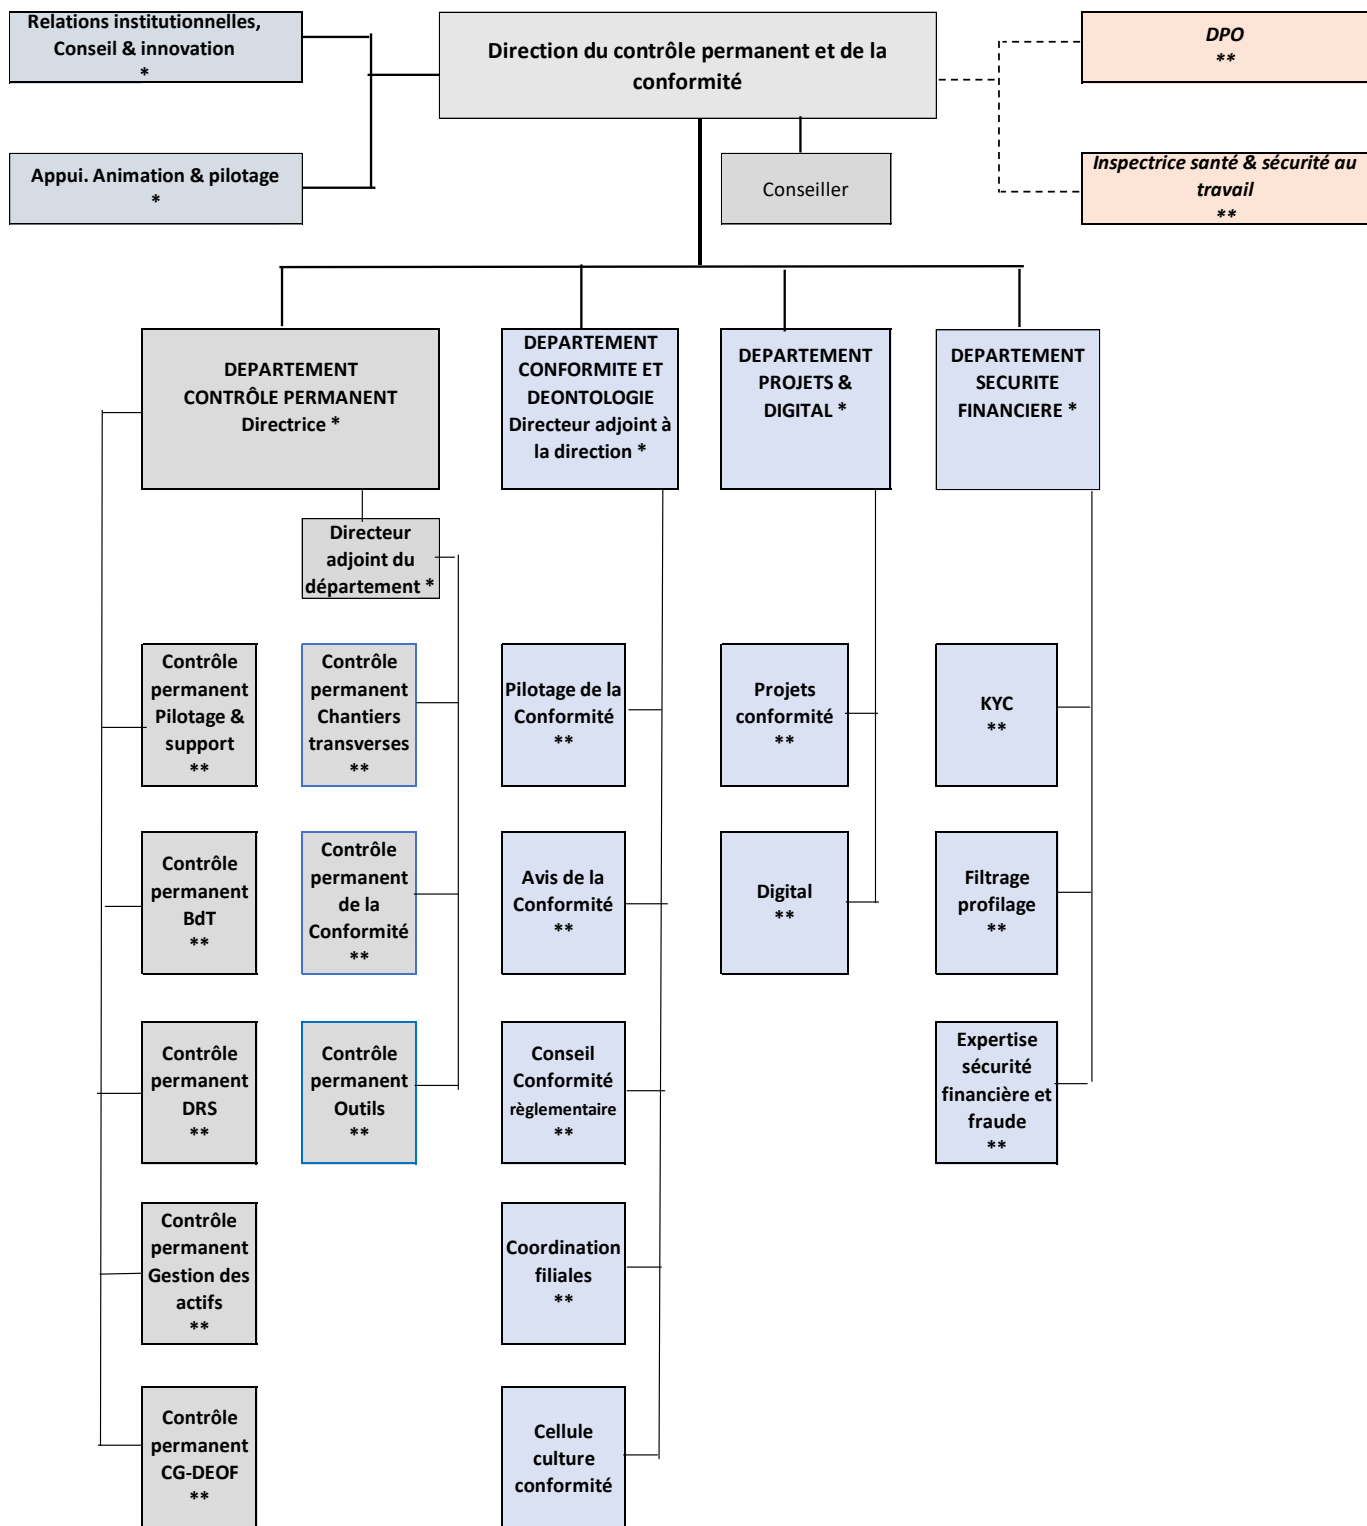 Relations institutionnelles,
Conseil & innovation
*
Direction du contrôle permanent et de la
conformité
DPO
**
Appui. Animation & pilotage
*
Conseiller
Inspectrice santé & sécurité au
travail
**
DEPARTEMENT
CONTRÔLE PERMANENT
Directrice *
DEPARTEMENT
CONFORMITE ET
DEONTOLOGIE
Directeur adjoint à
la direction *
DEPARTEMENT
PROJETS &
DIGITAL *
DEPARTEMENT
SECURITE
FINANCIERE *
Directeur
adjoint du
département *
Contrôle
permanent
Pilotage &
support
**
Contrôle
permanent
Chantiers
transverses
**
Pilotage de la
Conformité
**
Projets
conformité
**
KYC
**
Contrôle
permanent
BdT
**
Contrôle
permanent
de la
Conformité
**
Avis de la
Conformité
**
Digital
**
Filtrage
profilage
**
Contrôle
permanent
DRS
**
Contrôle
permanent
Outils
**
Conseil
Conformité
règlementaire
**
Expertise
sécurité
financière et
fraude
**
Contrôle
permanent
Gestion des
actifs
**
Coordination
filiales
**
Contrôle
permanent
CG-DEOF
**
Cellule
culture
conformité